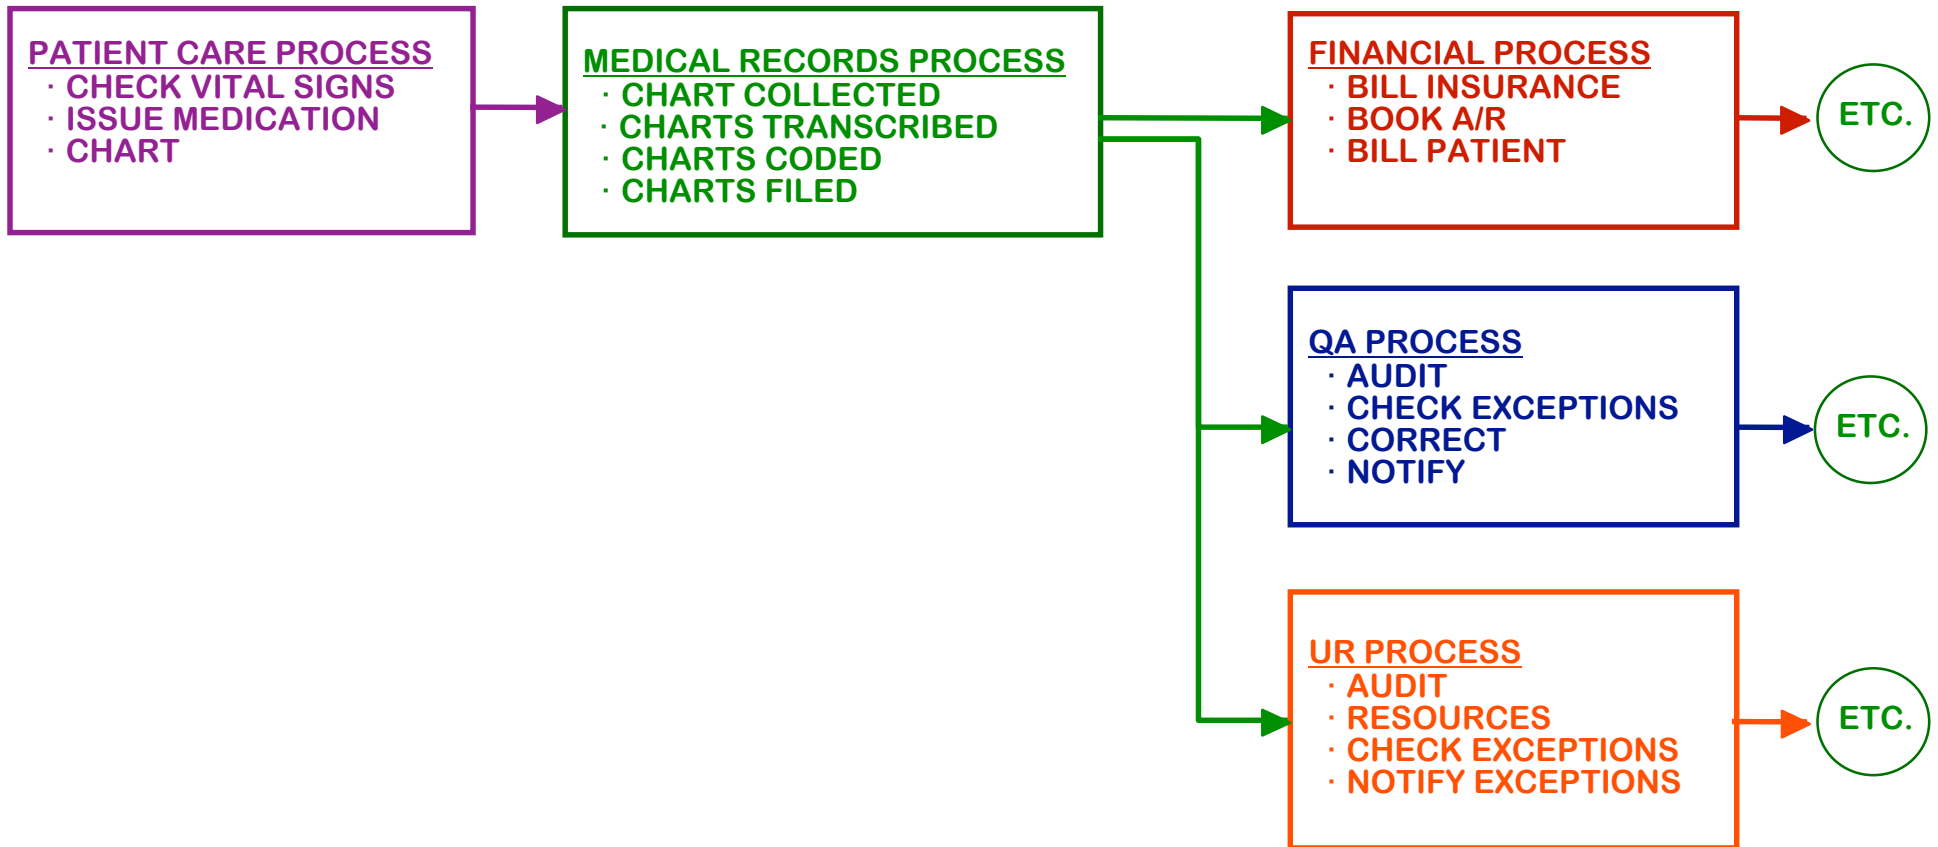 PATIENT CARE PROCESS
· CHECK VITAL SIGNS
· ISSUE MEDICATION
· CHART
MEDICAL RECORDS PROCESS
· CHART COLLECTED
· CHARTS TRANSCRIBED
· CHARTS CODED
· CHARTS FILED
FINANCIAL PROCESS
· BILL INSURANCE
· BOOK A/R
· BILL PATIENT
ETC.
QA PROCESS
· AUDIT
· CHECK EXCEPTIONS
· CORRECT
· NOTIFY
ETC.
UR PROCESS
· AUDIT
· RESOURCES
· CHECK EXCEPTIONS
· NOTIFY EXCEPTIONS
ETC.